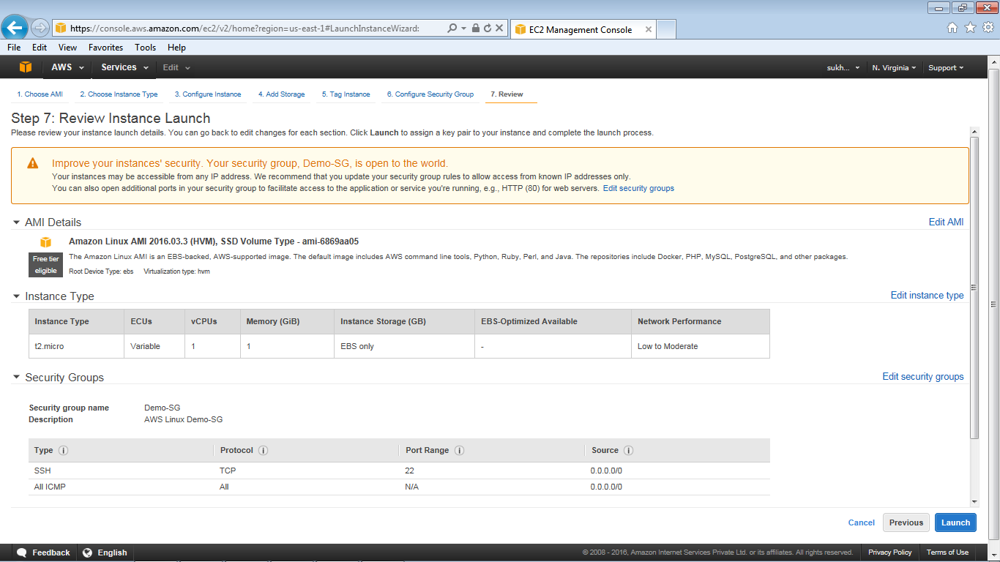 https://console.aws.amazon.com/ec2/v2/home?region=us-east-1#LaunchInstanceWizard:
EC2 Management Console
File Edit View Favorites Tools Help
AWS Services Edit sukh... N. Virginia Support
1. Choose AMI 2. Choose Instance Type 3. Configure Instance 4. Add Storage 5. Tag Instance 6. Configure Security Group 7. Review
Step 7: Review Instance Launch
Please review your instance launch details. You can go back to edit changes for each section. Click Launch to assign a key pair to your instance and complete the launch process.
Improve your instances' security. Your security group, Demo-SG, is open to the world.
Your instances may be accessible from any IP address. We recommend that you update your security group rules to allow access from known IP addresses only.
You can also open additional ports in your security group to facilitate access to the application or service you're running, e.g., HTTP (80) for web servers. Edit security groups
AMI Details Edit AMI
Amazon Linux AMI 2016.03.3 (HVM), SSD Volume Type - ami-6869aa05
Free tier
eligible
The Amazon Linux AMI is an EBS-backed, AWS-supported image. The default image includes AWS command line tools, Python, Ruby, Perl, and Java. The repositories include Docker, PHP, MySQL, PostgreSQL, and other packages.
Root Device Type: ebs Virtualization type: hvm
Instance Type Edit instance type
Instance Type ECUs vCPUs Memory (GiB) Instance Storage (GB) EBS-Optimized Available Network Performance
t2.micro Variable 1 1 EBS only - Low to Moderate
Security Groups Edit security groups
Security group name Demo-SG
Description AWS Linux Demo-SG
Type i Protocol i Port Range i Source i
SSH TCP 22 0.0.0.0/0
All ICMP All N/A 0.0.0.0/0
Cancel Previous Launch
Feedback English © 2008 - 2016, Amazon Internet Services Private Ltd. or its affiliates. All rights reserved. Privacy Policy Terms of Use